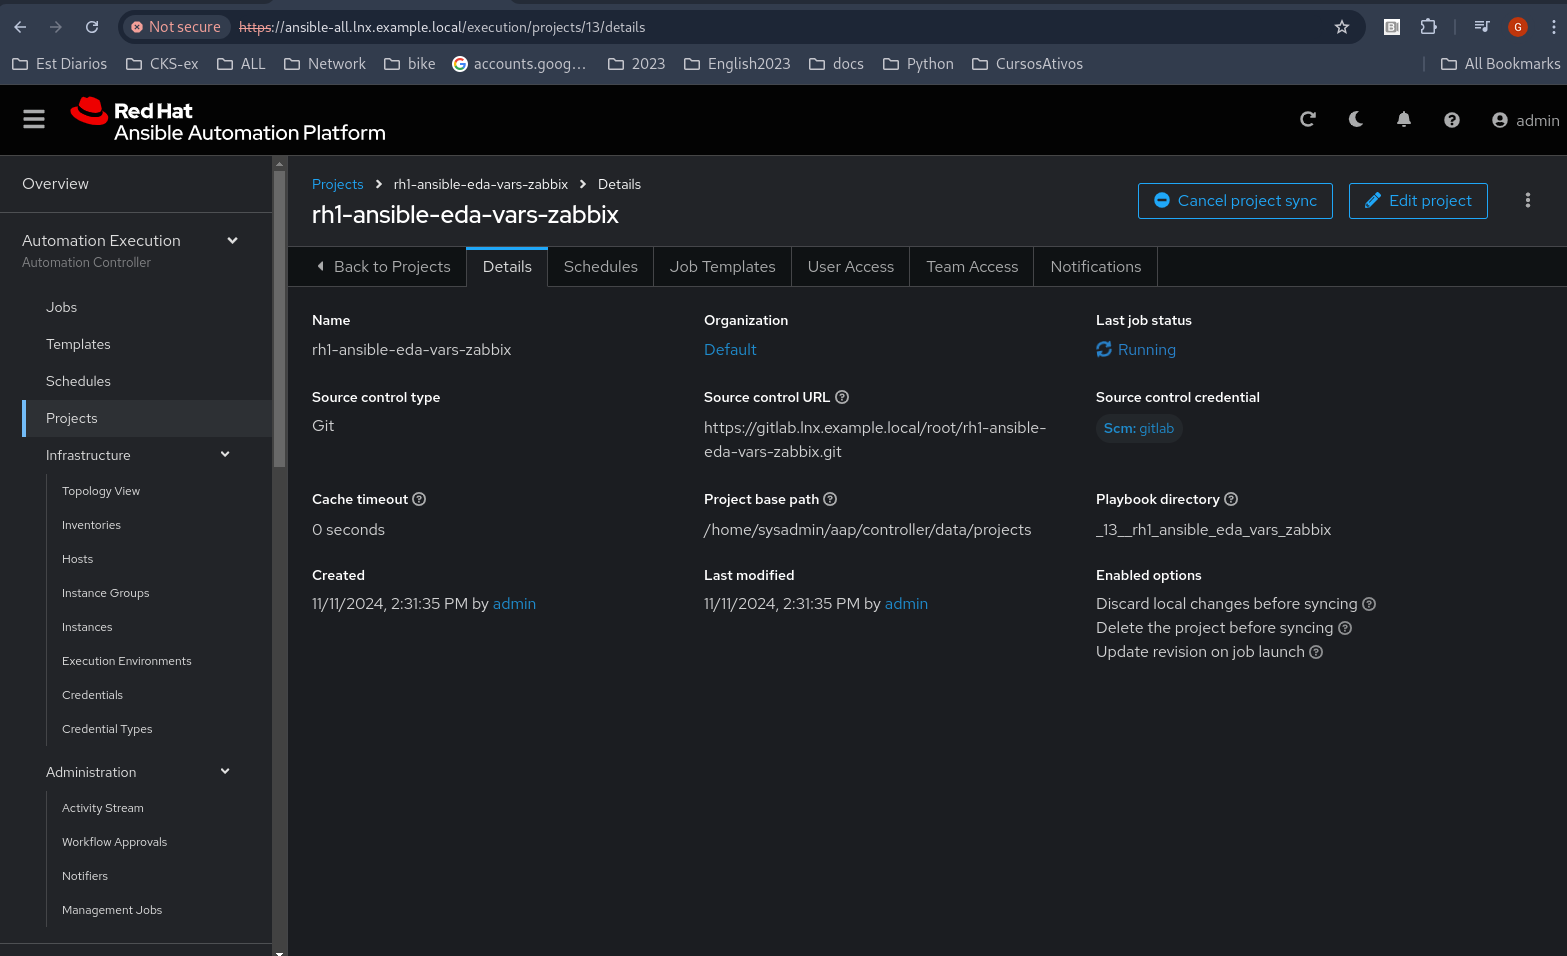 Not secure https://ansible-all.lnx.example.local/execution/projects/13/details G
Est Diarios CKS-ex ALL Network bike accounts.goog... 2023 English2023 docs Python CursosAtivos All Bookmarks
Red Hat
Ansible Automation Platform
admin
Overview
Automation Execution
Automation Controller
Jobs
Templates
Schedules
Projects
Infrastructure
Topology View
Inventories
Hosts
Instance Groups
Instances
Execution Environments
Credentials
Credential Types
Administration
Activity Stream
Workflow Approvals
Notifiers
Management Jobs
Projects rh1-ansible-eda-vars-zabbix Details
rh1-ansible-eda-vars-zabbix
Cancel project sync Edit project
Back to Projects Details Schedules Job Templates User Access Team Access Notifications
Name
rh1-ansible-eda-vars-zabbix
Organization
Default
Last job status
Running
Source control type
Git
Source control URL
https://gitlab.lnx.example.local/root/rh1-ansible-
eda-vars-zabbix.git
Source control credential
Scm: gitlab
Cache timeout
0 seconds
Project base path
/home/sysadmin/aap/controller/data/projects
Playbook directory
_13__rh1_ansible_eda_vars_zabbix
Created
11/11/2024, 2:31:35 PM by admin
Last modified
11/11/2024, 2:31:35 PM by admin
Enabled options
Discard local changes before syncing
Delete the project before syncing
Update revision on job launch